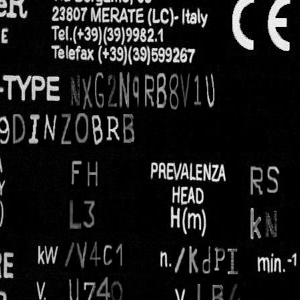 23807 MERATE (LC)- Italy
Tel.(+39)(39)9982.1
Telefax (+39)(39)599267
CE
-TYPE NXG2N9RB8V1U
9DINZOBRB
FH PREVALENZA RS
HEAD
L3 H(m) kN
kW /V4C1 n./KdPI min.-1
V. U740 V